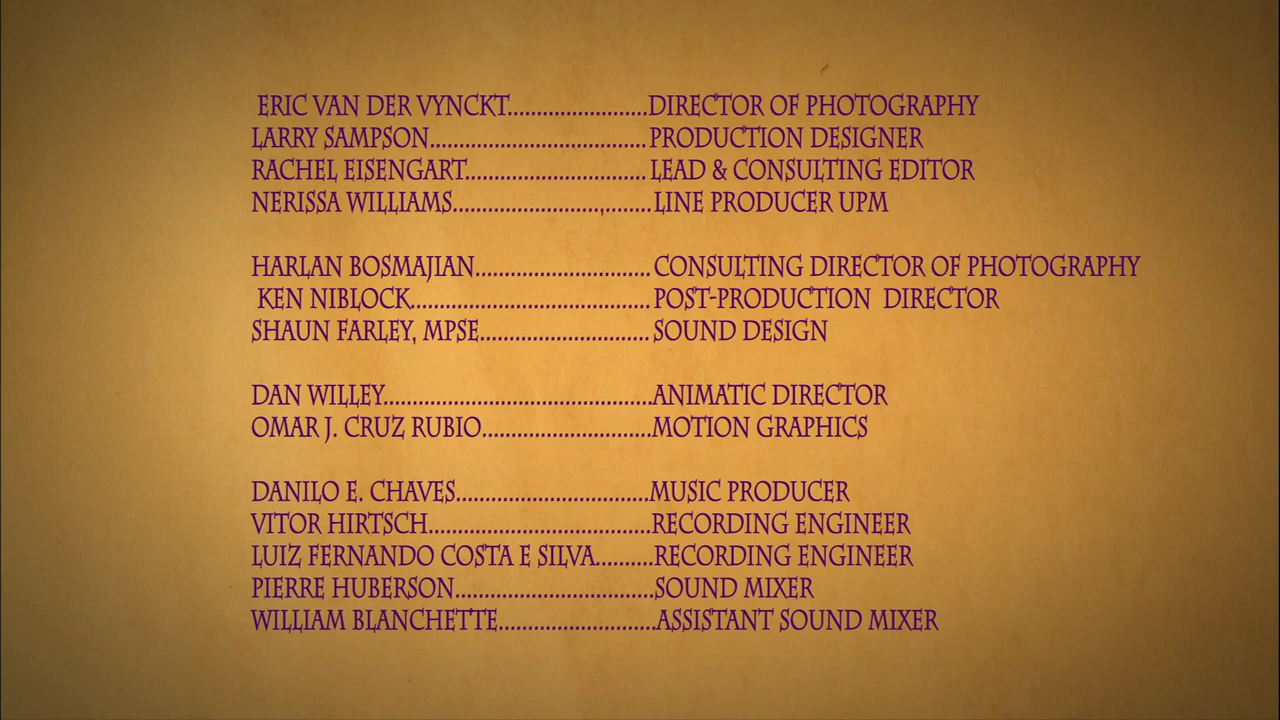 ERIC VAN DER VYNCKT........................DIRECTOR OF PHOTOGRAPHY
LARRY SAMPSON..................................... PRODUCTION DESIGNER
RACHEL EISENGART............................... LEAD & CONSULTING EDITOR
NERISSA WILLIAMS.........................,........ LINE PRODUCER UPM
HARLAN BOSMAJIAN.............................. CONSULTING DIRECTOR OF PHOTOGRAPHY
KEN NIBLOCK......................................... POST-PRODUCTION  DIRECTOR
SHAUN FARLEY, MPSE............................. SOUND DESIGN
DAN WILLEY..............................................ANIMATIC DIRECTOR
OMAR J. CRUZ RUBIO.............................MOTION GRAPHICS
DANILO E. CHAVES.................................MUSIC PRODUCER
VITOR HIRTSCH......................................RECORDING ENGINEER
LUIZ FERNANDO COSTA E SILVA..........RECORDING ENGINEER
PIERRE HUBERSON..................................SOUND MIXER
WILLIAM BLANCHETTE...........................ASSISTANT SOUND MIXER